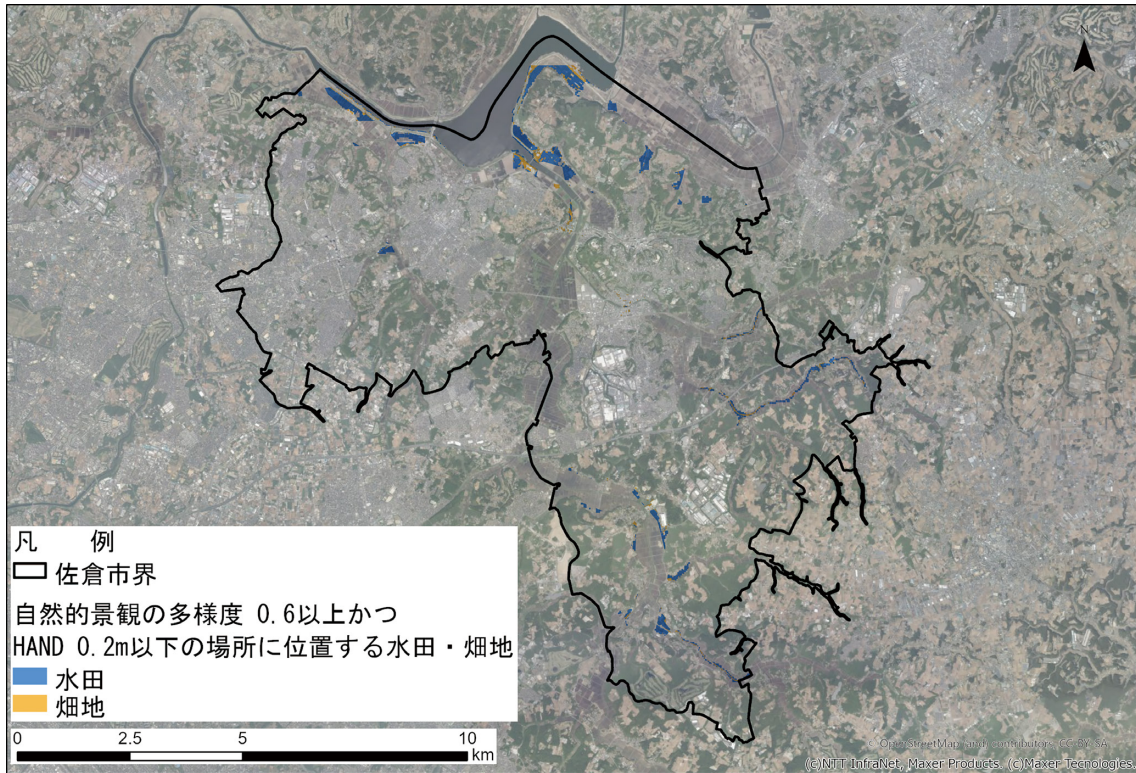 N
凡　　例
佐倉市界
自然的景観の多様度 0.6以上かつ
HAND 0.2m以下の場所に位置する水田・畑地
水田
畑地
0 2.5 5 10
km
© OpenStreetMap (and) contributors, CC-BY-SA
(c)NTT InfraNet, Maxer Products. (c)Maxer Tecnologies.